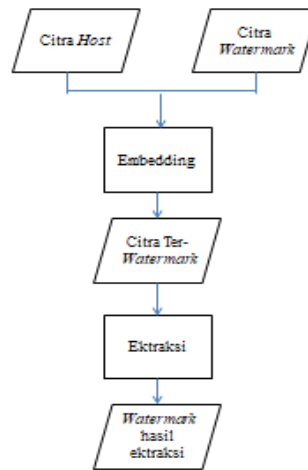 Citra Host
Citra
Watermark
Embedding
Citra Ter-
Watermark
Ektraksi
Watermark
hasil
ektraksi